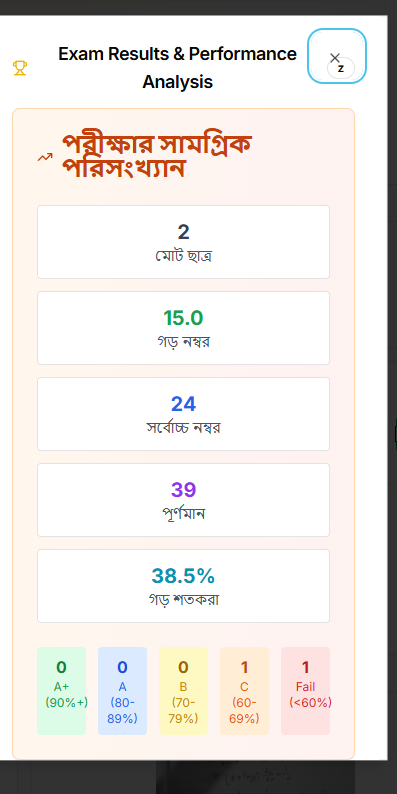 Exam Results & Performance
Analysis
z
পরীক্ষার সামগ্রিক
পরিসংখ্যান
2
মোট ছাত্র
15.0
গড় নম্বর
24
সর্বোচ্চ নম্বর
39
পূর্ণমান
38.5%
গড় শতকরা
0
A+
(90%+)
0
A
(80-
89%)
0
B
(70-
79%)
1
C
(60-
69%)
1
Fail
(<60%)